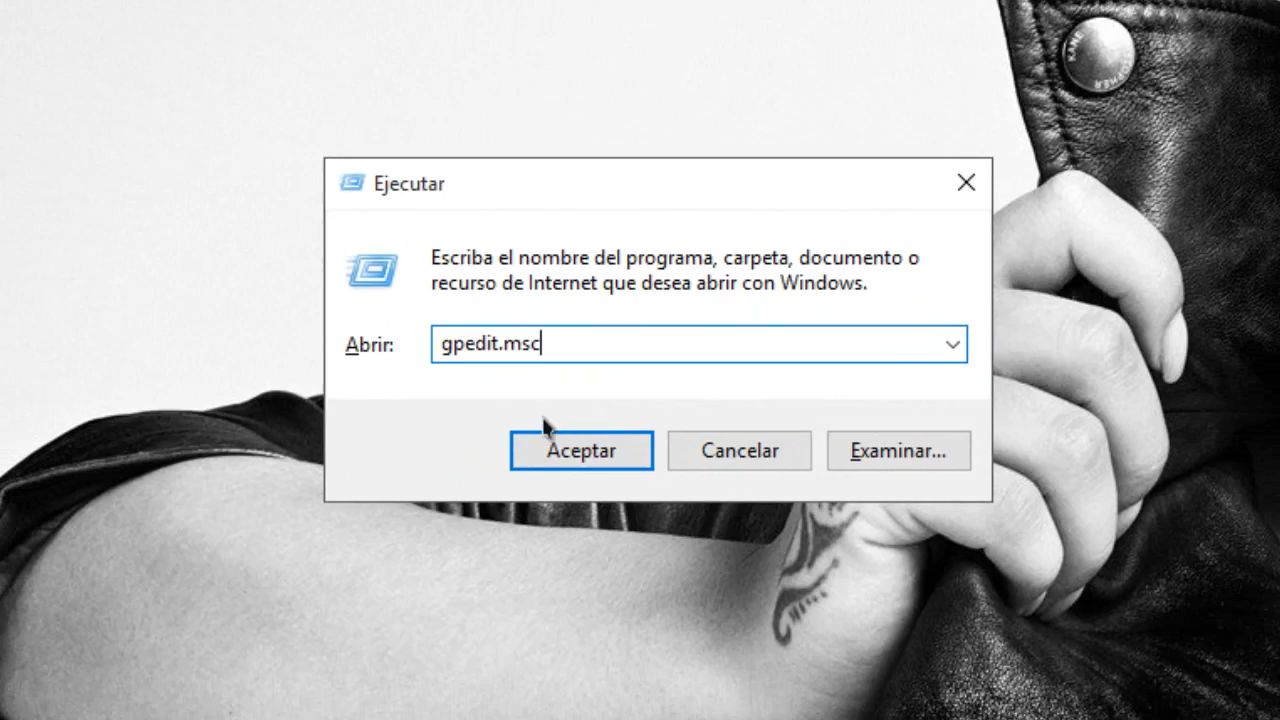 Ejecutar
Escriba el nombre del programa, carpeta, documento o
recurso de Internet que desea abrir con Windows.
Abrir:
gpedit.msc
Aceptar
Cancelar
Examinar...
KANE